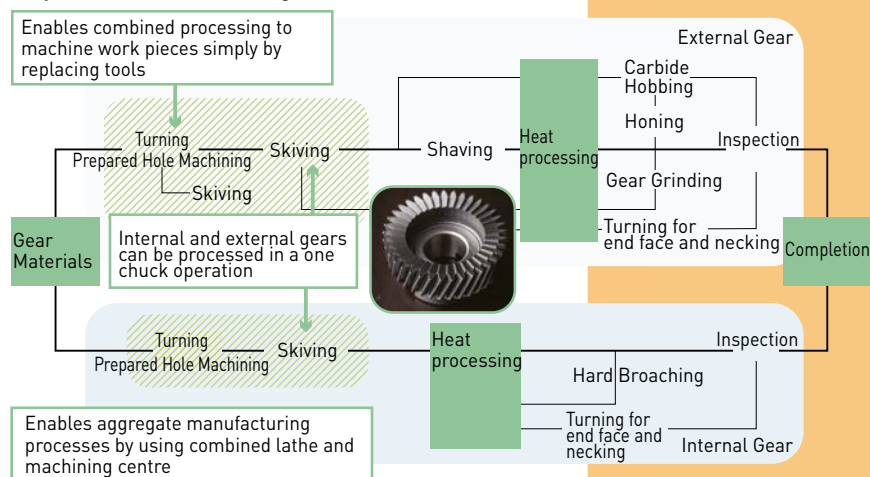 Enables combined processing to
machine work pieces simply by
replacing tools
External Gear
Carbide
Hobbing
Honing
Turning
Prepared Hole Machining
Skiving
Shaving
Heat
processing
Inspection
Skiving
Gear Grinding
Turning for
end face and necking
Gear
Materials
Internal and external gears
can be processed in a one
chuck operation
Completion
Turning
Prepared Hole Machining
Skiving
Heat
processing
Inspection
Hard Broaching
Turning for
end face and
necking
Internal Gear
Enables aggregate manufacturing
processes by using combined lathe and
machining centre